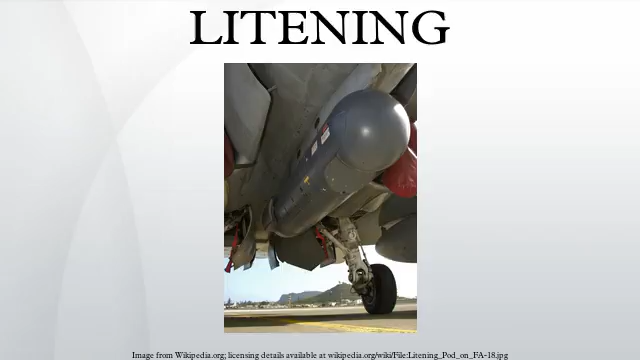 LITENING
Image from Wikipedia.org; licensing details available at wikipedia.org/wiki/File:Litening_Pod_on_FA-18.jpg